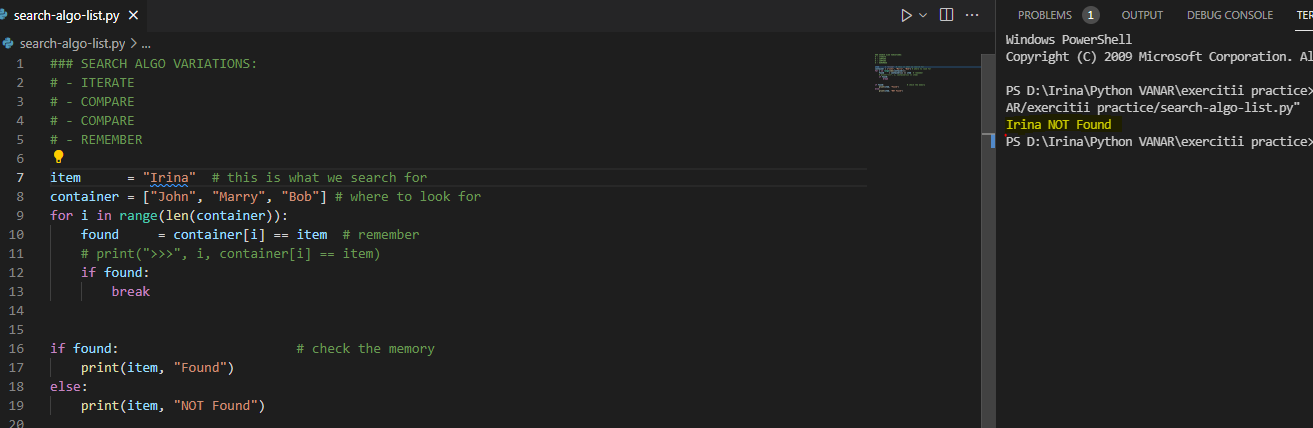 search-algo-list.py
search-algo-list.py > ...
1 ### SEARCH ALGO VARIATIONS:
2 # - ITERATE
3 # - COMPARE
4 # - COMPARE
5 # - REMEMBER
6
7 item      = "Irina"  # this is what we search for
8 container = ["John", "Marry", "Bob"] # where to look for
9 for i in range(len(container)):
10     found     = container[i] == item  # remember
11     # print(">>>", i, container[i] == item)
12     if found:
13         break
14
15
16 if found:                       # check the memory
17     print(item, "Found")
18 else:
19     print(item, "NOT Found")
20
PROBLEMS 1 OUTPUT DEBUG CONSOLE TER
Windows PowerShell
Copyright (C) 2009 Microsoft Corporation. Al
PS D:\Irina\Python VANAR\exercitii practice>
AR/exercitii practice/search-algo-list.py"
Irina NOT Found
PS D:\Irina\Python VANAR\exercitii practice>